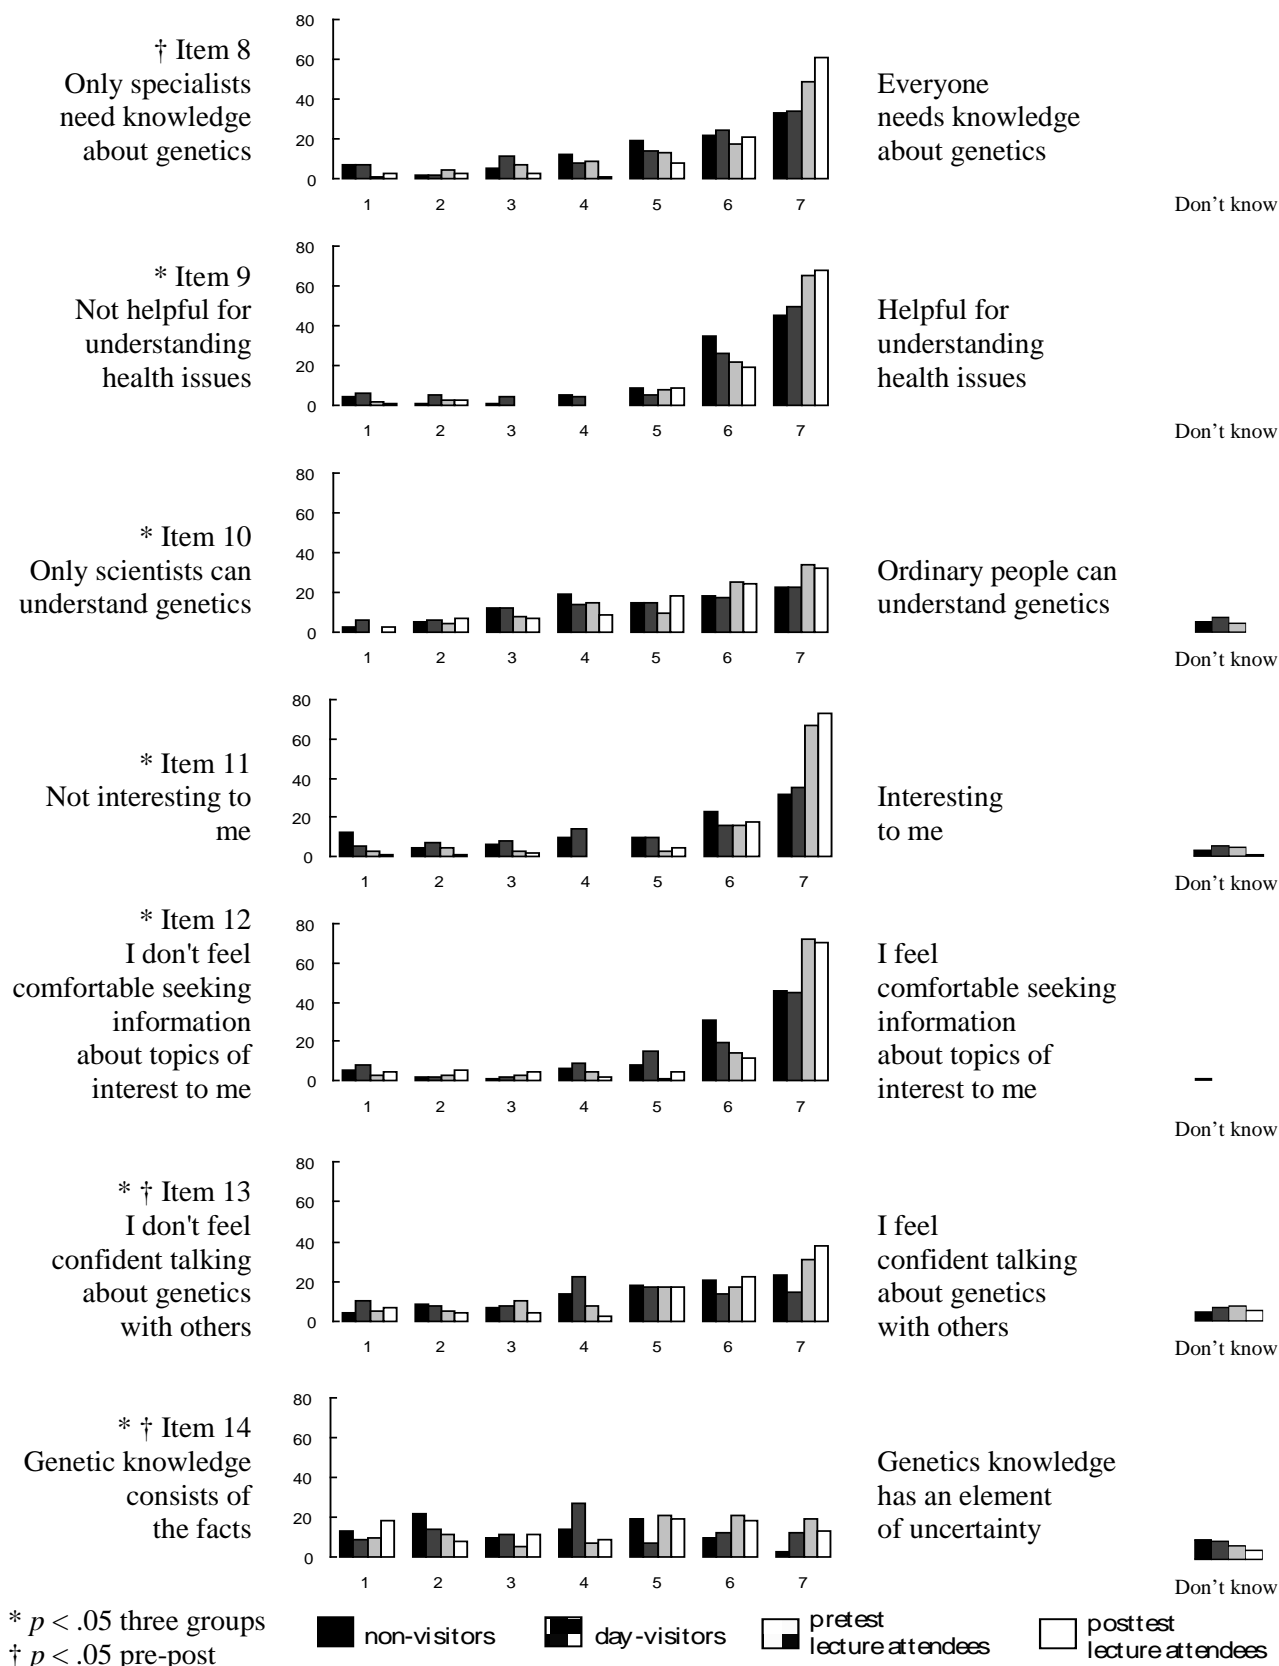 † Item 8
Only specialists
need knowledge
about genetics
80
60
40
20
0
1 2 3 4 5 6 7
Everyone
needs knowledge
about genetics
Don't know
* Item 9
Not helpful for
understanding
health issues
80
60
40
20
0
1 2 3 4 5 6 7
Helpful for
understanding
health issues
Don't know
* Item 10
Only scientists can
understand genetics
80
60
40
20
0
1 2 3 4 5 6 7
Ordinary people can
understand genetics
Don't know
* Item 11
Not interesting to
me
80
60
40
20
0
1 2 3 4 5 6 7
Interesting
to me
Don't know
* Item 12
I don't feel
comfortable seeking
information
about topics of
interest to me
80
60
40
20
0
1 2 3 4 5 6 7
I feel
comfortable seeking
information
about topics of
interest to me
Don't know
* † Item 13
I don't feel
confident talking
about genetics
with others
80
60
40
20
0
1 2 3 4 5 6 7
I feel
confident talking
about genetics
with others
Don't know
* † Item 14
Genetic knowledge
consists of
the facts
80
60
40
20
0
1 2 3 4 5 6 7
Genetics knowledge
has an element
of uncertainty
Don't know
* p < .05 three groups
† p < .05 pre-post
non-visitors
day-visitors
pretest
lecture attendees
posttest
lecture attendees